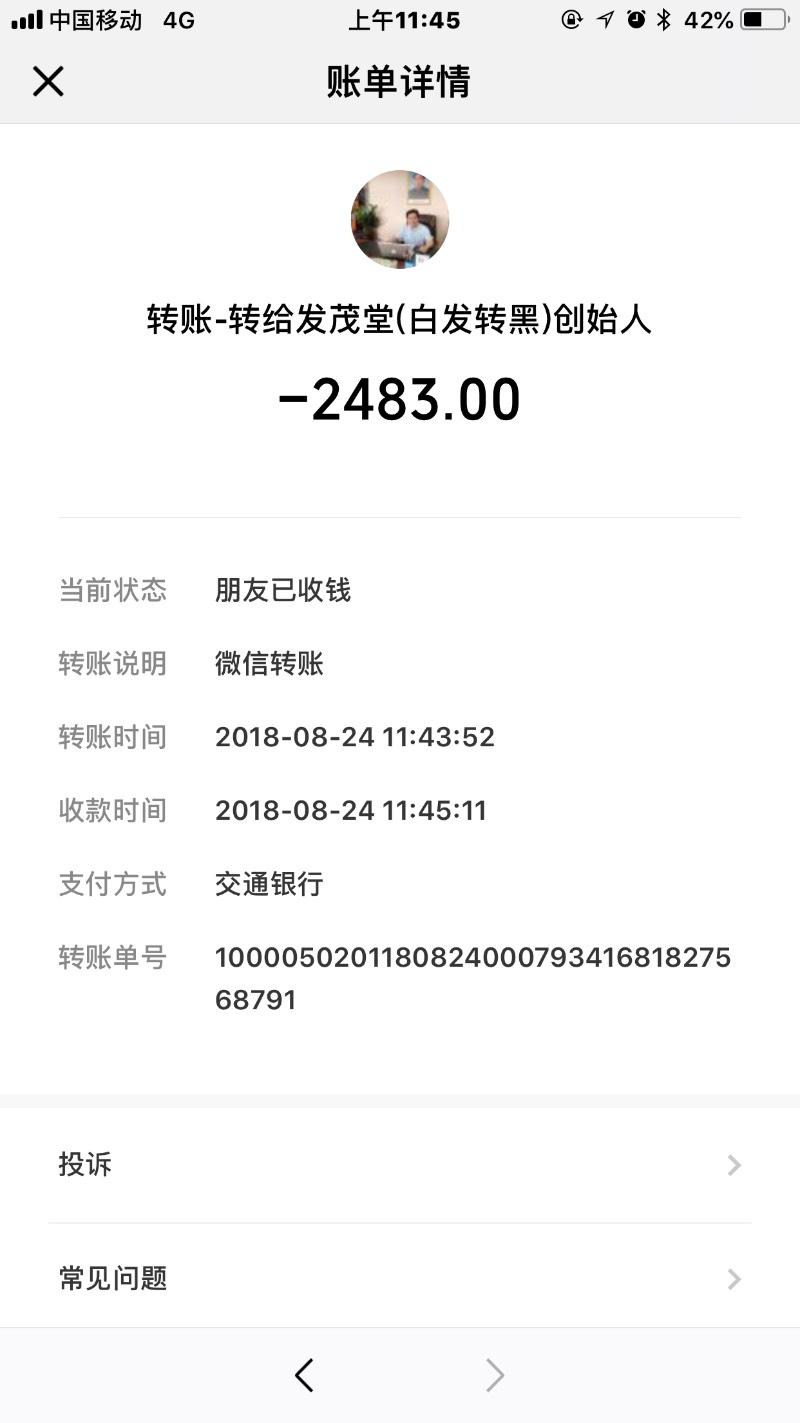 中国移动 4G 上午11:45 42%
账单详情
转账-转给发茂堂(白发转黑)创始人
-2483.00
当前状态 朋友已收钱
转账说明 微信转账
转账时间 2018-08-24 11:43:52
收款时间 2018-08-24 11:45:11
支付方式 交通银行
转账单号 100005020118082400079341681827​5
68791
投诉
常见问题